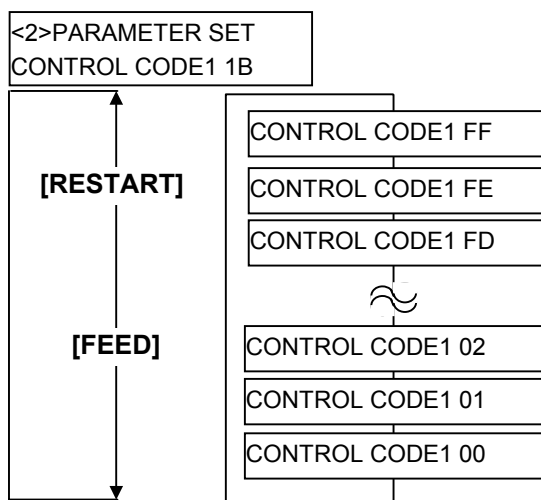 <2>PARAMETER SET
CONTROL CODE1 1B
CONTROL CODE1 FF
[RESTART]
CONTROL CODE1 FE
CONTROL CODE1 FD
[FEED]
CONTROL CODE1 02
CONTROL CODE1 01
CONTROL CODE1 00